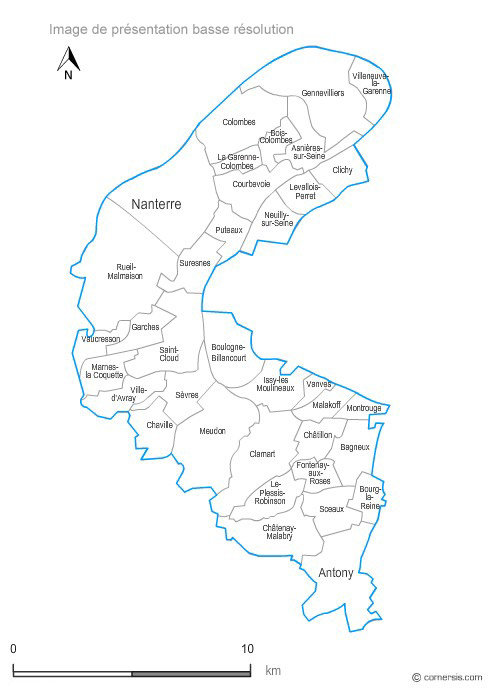 Image de présentation basse résolution
N
Villeneuve-
la-
Garenne
Gennevilliers
Colombes
Bois-
Colombes
Asnières-
sur-Seine
La Garenne-
Colombes
Clichy
Courbevoie
Levallois-
Perret
Nanterre
Neuilly-
sur-Seine
Puteaux
Suresnes
Rueil-
Malmaison
Garches
Vaucresson
Saint-
Cloud
Boulogne-
Billancourt
Marnes-
la Coquette
Issy-les
Moulineaux
Vanves
Ville-
d'Avray
Sèvres
Malakoff
Montrouge
Chaville
Meudon
Châtillon
Bagneux
Clamart
Fontenay-
aux-
Roses
Le-
Plessis-
Robinson
Bourg-
la-
Reine
Sceaux
Châtenay-
Malabry
Antony
0
10
km
© comersis.com